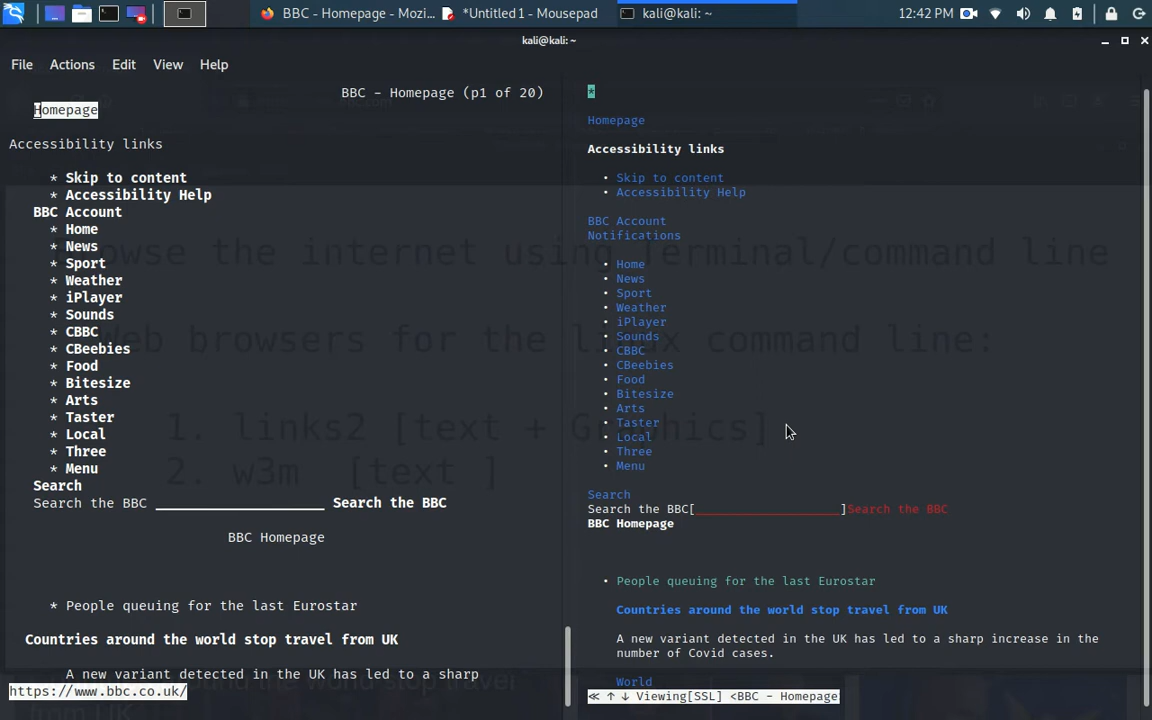 BBC - Homepage - Mozi...
*Untitled 1 - Mousepad
kali@kali: ~
12:42 PM
kali@kali: ~
File Actions Edit View Help
BBC - Homepage (p1 of 20)
Homepage
Accessibility links
* Skip to content
* Accessibility Help
BBC Account
* Home
* News
* Sport
* Weather
* iPlayer
* Sounds
* CBBC
* CBeebies
* Food
* Bitesize
* Arts
* Taster
* Local
* Three
* Menu
Search
Search the BBC ____________________ Search the BBC
BBC Homepage
* People queuing for the last Eurostar
Countries around the world stop travel from UK
A new variant detected in the UK has led to a sharp
https://www.bbc.co.uk/
*
Homepage
Accessibility links
• Skip to content
• Accessibility Help
BBC Account
Notifications
• Home
• News
• Sport
• Weather
• iPlayer
• Sounds
• CBBC
• CBeebies
• Food
• Bitesize
• Arts
• Taster
• Local
• Three
• Menu
Search
Search the BBC[____________________]Search the BBC
BBC Homepage
• People queuing for the last Eurostar
Countries around the world stop travel from UK
A new variant detected in the UK has led to a sharp increase in the
number of Covid cases.
World
≪ ↑ ↓ Viewing[SSL] <BBC - Homepage
Browse the internet using Terminal/command line
Web browsers for the linux command line:
1. links2 [text + Graphics]
2. w3m [text ]
around the world stop travel
from UK